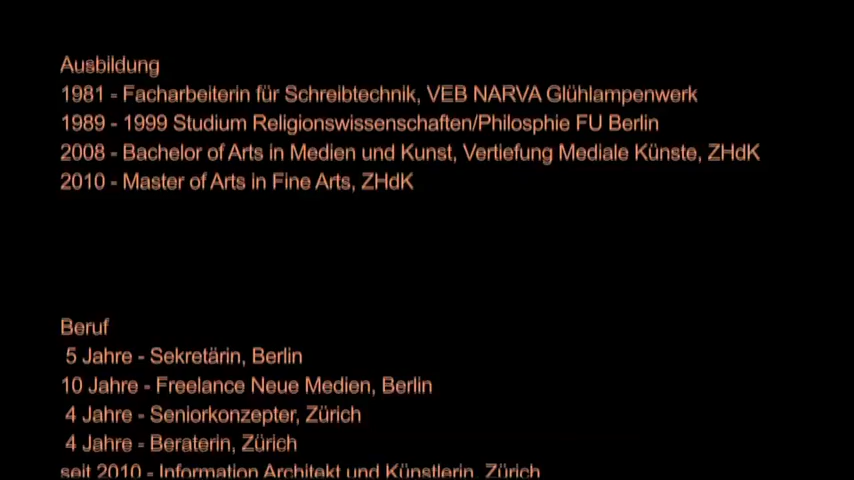 Ausbildung
1981 - Facharbeiterin für Schreibtechnik, VEB NARVA Glühlampenwerk
1989 - 1999 Studium Religionswissenschaften/Philosphie FU Berlin
2008 - Bachelor of Arts in Medien und Kunst, Vertiefung Mediale Künste, ZHdK
2010 - Master of Arts in Fine Arts, ZHdK
Beruf
5 Jahre - Sekretärin, Berlin
10 Jahre - Freelance Neue Medien, Berlin
4 Jahre - Seniorkonzepter, Zürich
4 Jahre - Beraterin, Zürich
seit 2010 - Information Architekt und Künstlerin, Zürich